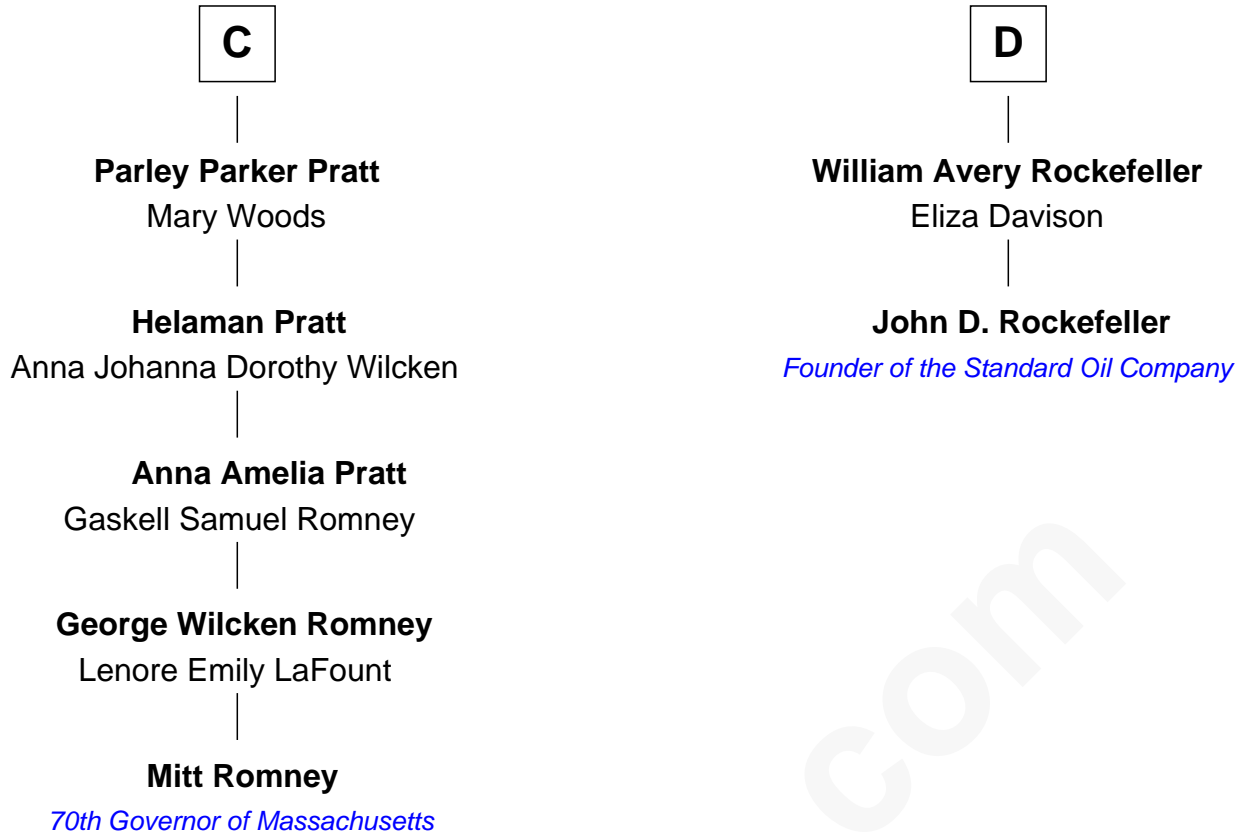 C
Parley Parker Pratt
Mary Woods
Helaman Pratt
Anna Johanna Dorothy Wilcken
Anna Amelia Pratt
Gaskell Samuel Romney
George Wilcken Romney
Lenore Emily LaFount
Mitt Romney
70th Governor of Massachusetts
D
William Avery Rockefeller
Eliza Davison
John D. Rockefeller
Founder of the Standard Oil Company
com